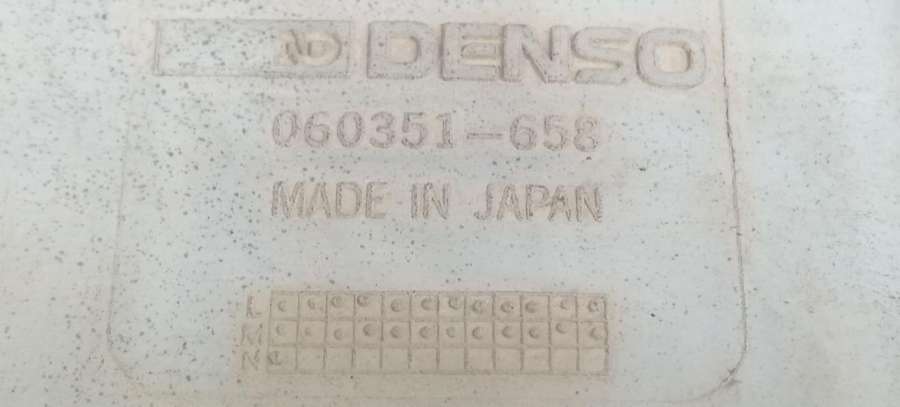 DENSO
060351-658
MADE IN JAPAN
L
M
N